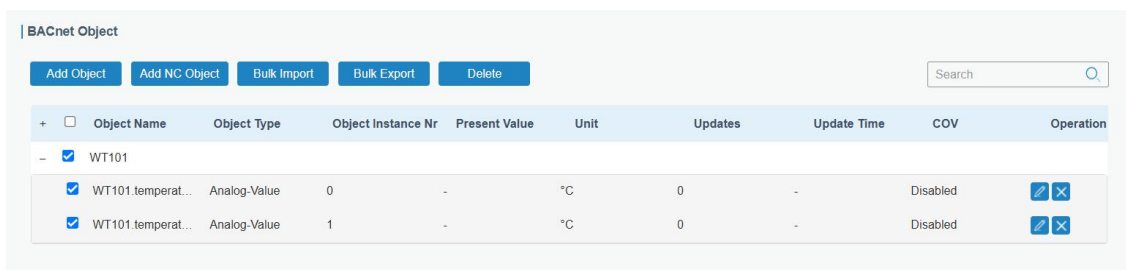 BACnet Object
Add Object Add NC Object Bulk Import Bulk Export Delete Search
+ Object Name Object Type Object Instance Nr Present Value Unit Updates Update Time COV Operation
– WT101
WT101.temperat... Analog-Value 0 - °C 0 - Disabled
WT101.temperat... Analog-Value 1 - °C 0 - Disabled